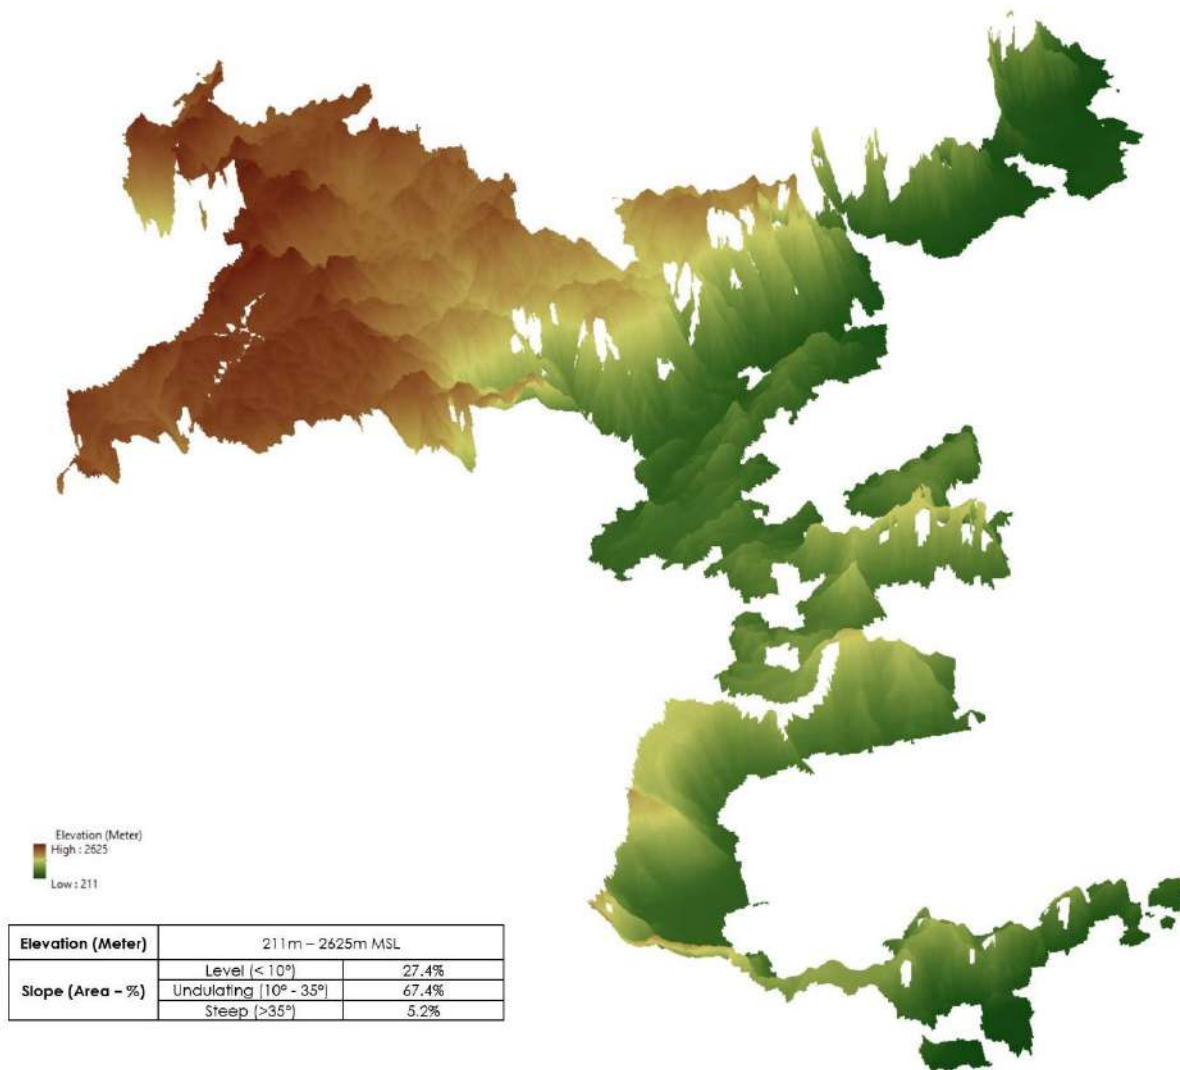 Elevation (Meter)
High : 2625
Low : 211
Elevation (Meter) 211m – 2625m MSL
Slope (Area – %) Level (< 10°) 27.4%
Undulating (10° - 35°) 67.4%
Steep (>35°) 5.2%